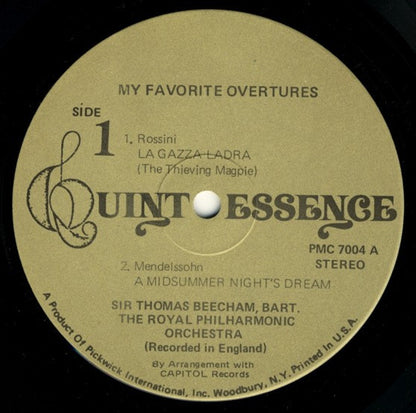 MY FAVORITE OVERTURES
SIDE
1
1. Rossini
LA GAZZA LADRA
(The Thieving Magpie)
QUINTESSENCE
PMC 7004 A
STEREO
2. Mendelssohn
A MIDSUMMER NIGHT'S DREAM
SIR THOMAS BEECHAM, BART.
THE ROYAL PHILHARMONIC
ORCHESTRA
(Recorded in England)
By Arrangement with
CAPITOL Records
A Product Of Pickwick International, Inc. Woodbury, N.Y. Printed In U.S.A.